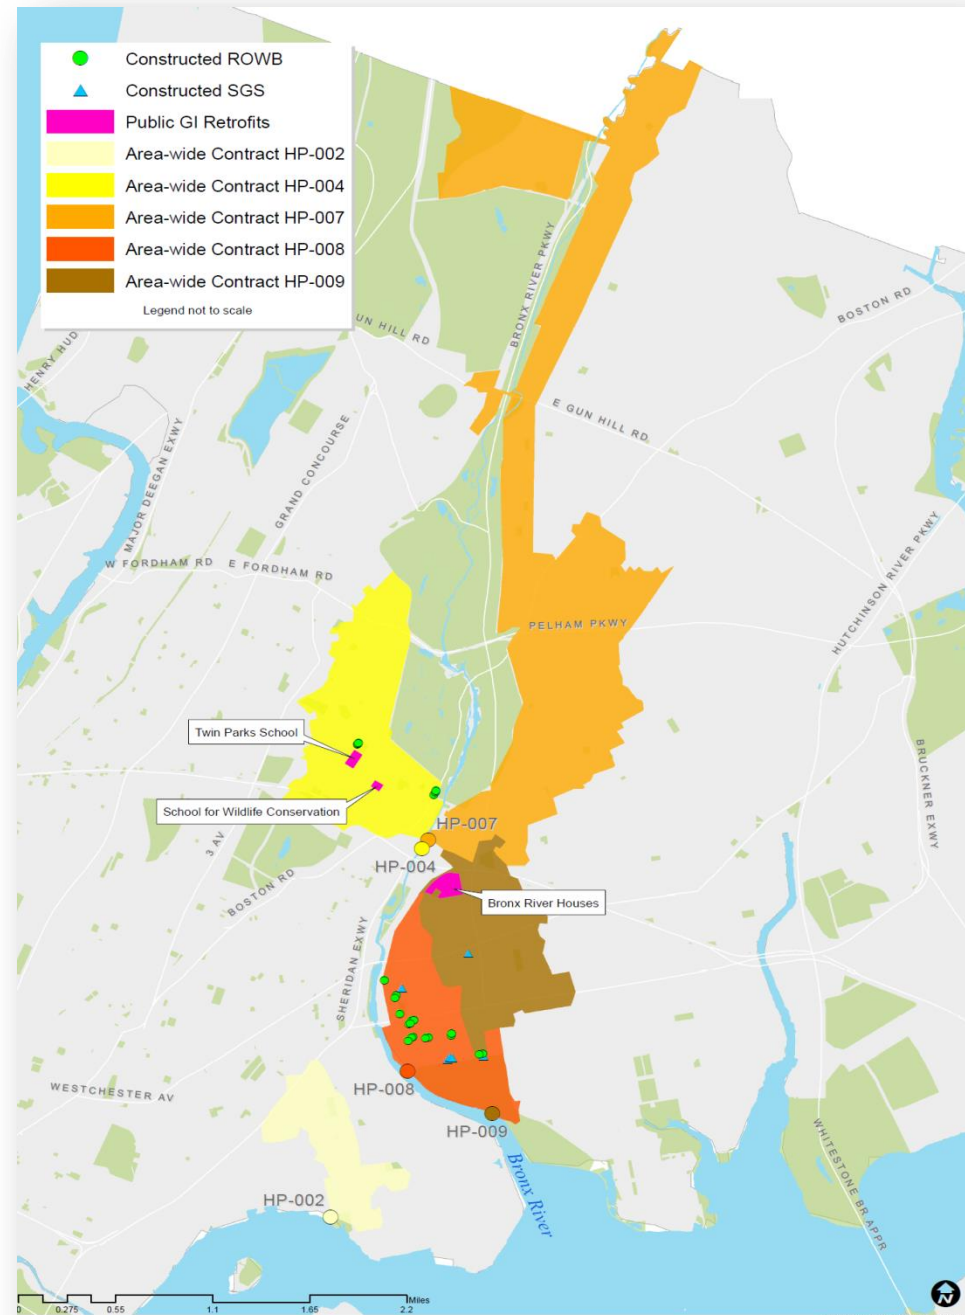 Constructed ROWB
Constructed SGS
Public GI Retrofits
Area-wide Contract HP-002
Area-wide Contract HP-004
Area-wide Contract HP-007
Area-wide Contract HP-008
Area-wide Contract HP-009
Legend not to scale
UN HILL RD
BRONX RIVER PKWY
BOSTON RD
HENRY HUD
MAJOR DEEGAN EXWY
GRAND CONCOURSE
E GUN HILL RD
W FORDHAM RD
E FORDHAM RD
HUTCHINSON RIVER PKWY
PELHAM PKWY
Twin Parks School
School for Wildlife Conservation
BRUCKNER EXWY
3 AV
HP-007
HP-004
BOSTON RD
Bronx River Houses
SHERIDAN EXWY
WESTCHESTER AV
HP-008
HP-009
Bronx River
WHITESTONE BR APPR
HP-002
Miles
0 0.275 0.55 1.1 1.65 2.2
N